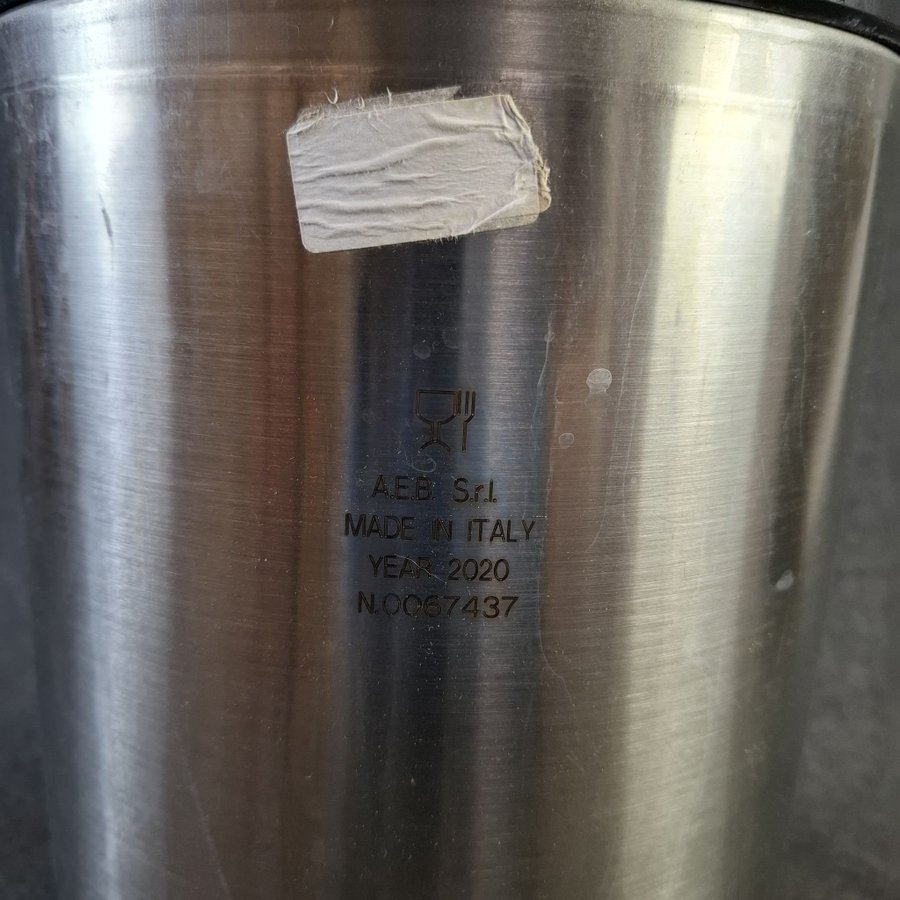 A.E.B. S.r.l.
MADE IN ITALY
YEAR 2020
N.0067437